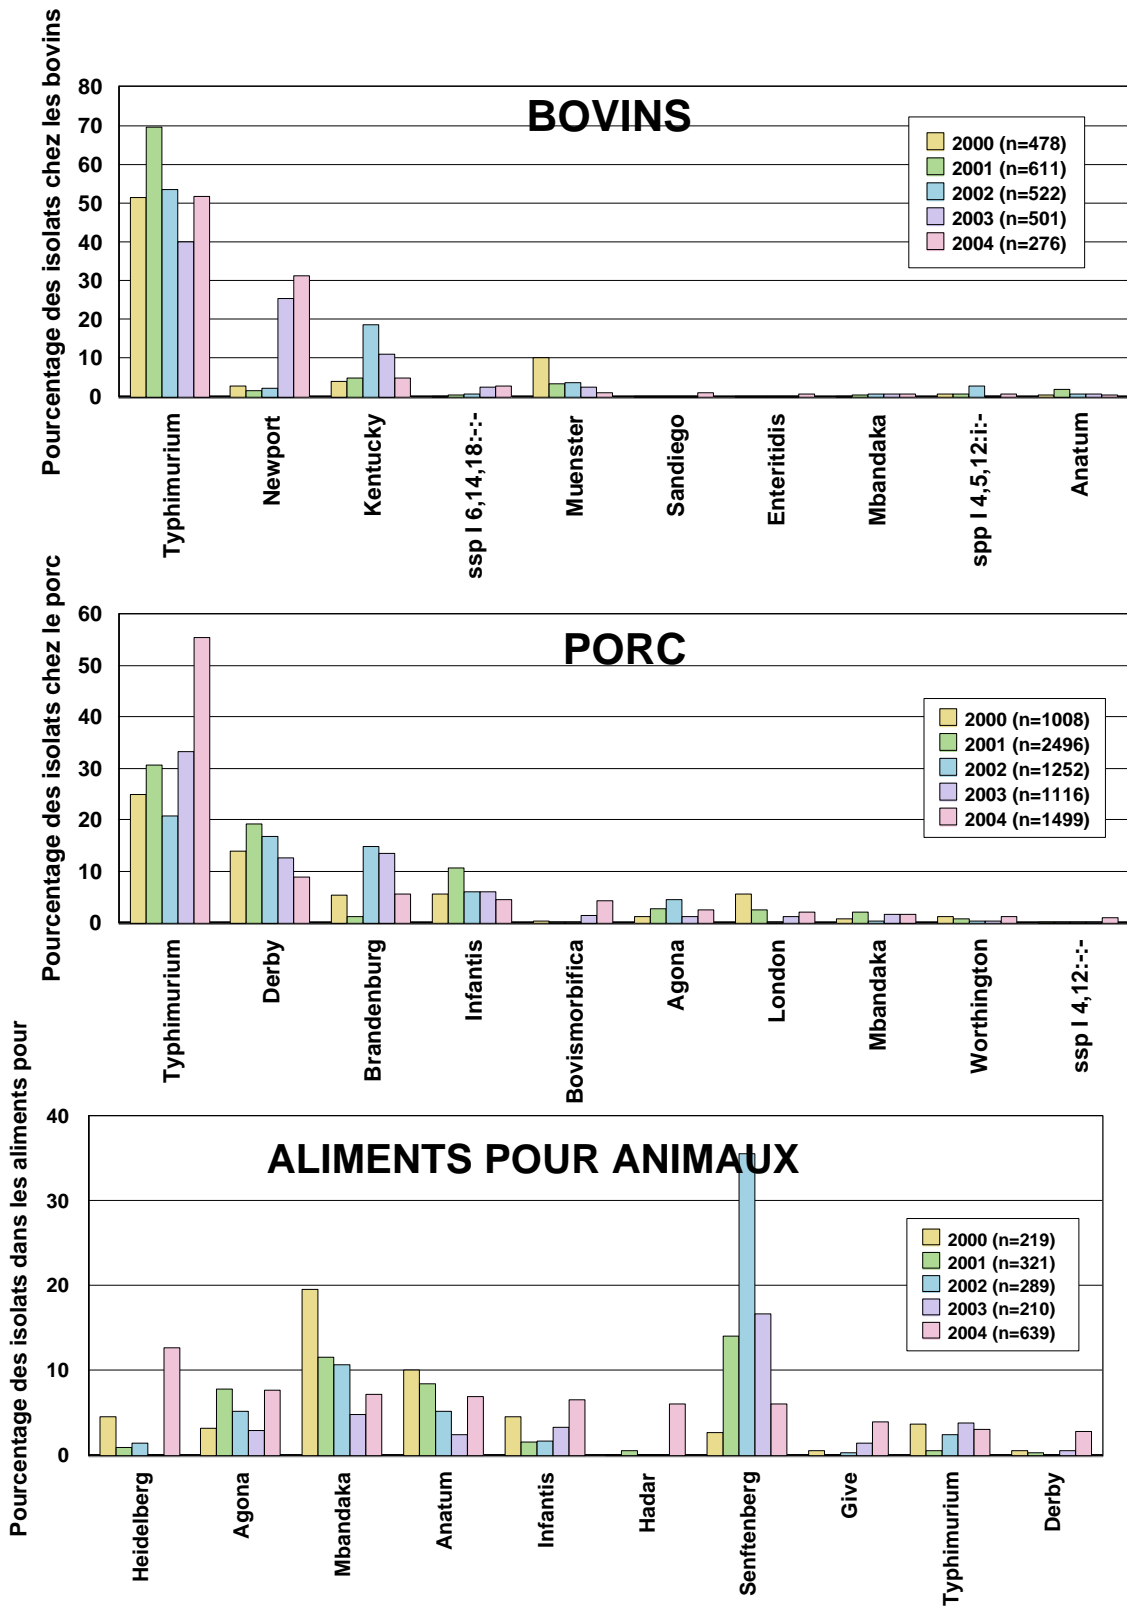 Pourcentage des isolats chez les bovins
BOVINS
80
70
60
50
40
30
20
10
0
2000 (n=478)
2001 (n=611)
2002 (n=522)
2003 (n=501)
2004 (n=276)
Typhimurium
Newport
Kentucky
ssp I 6,14,18:-:-
Muenster
Sandiego
Enteritidis
Mbandaka
spp I 4,5,12:i:-
Anatum
Pourcentage des isolats chez le porc
PORC
60
50
40
30
20
10
0
2000 (n=1008)
2001 (n=2496)
2002 (n=1252)
2003 (n=1116)
2004 (n=1499)
Typhimurium
Derby
Brandenburg
Infantis
Bovismorbifica
Agona
London
Mbandaka
Worthington
ssp I 4,12:-:-
Pourcentage des isolats dans les aliments pour
ALIMENTS POUR ANIMAUX
40
30
20
10
0
2000 (n=219)
2001 (n=321)
2002 (n=289)
2003 (n=210)
2004 (n=639)
Heidelberg
Agona
Mbandaka
Anatum
Infantis
Hadar
Senftenberg
Give
Typhimurium
Derby